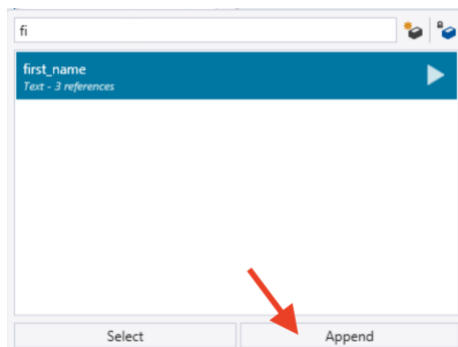 fi
first_name
Text - 3 references
Select Append